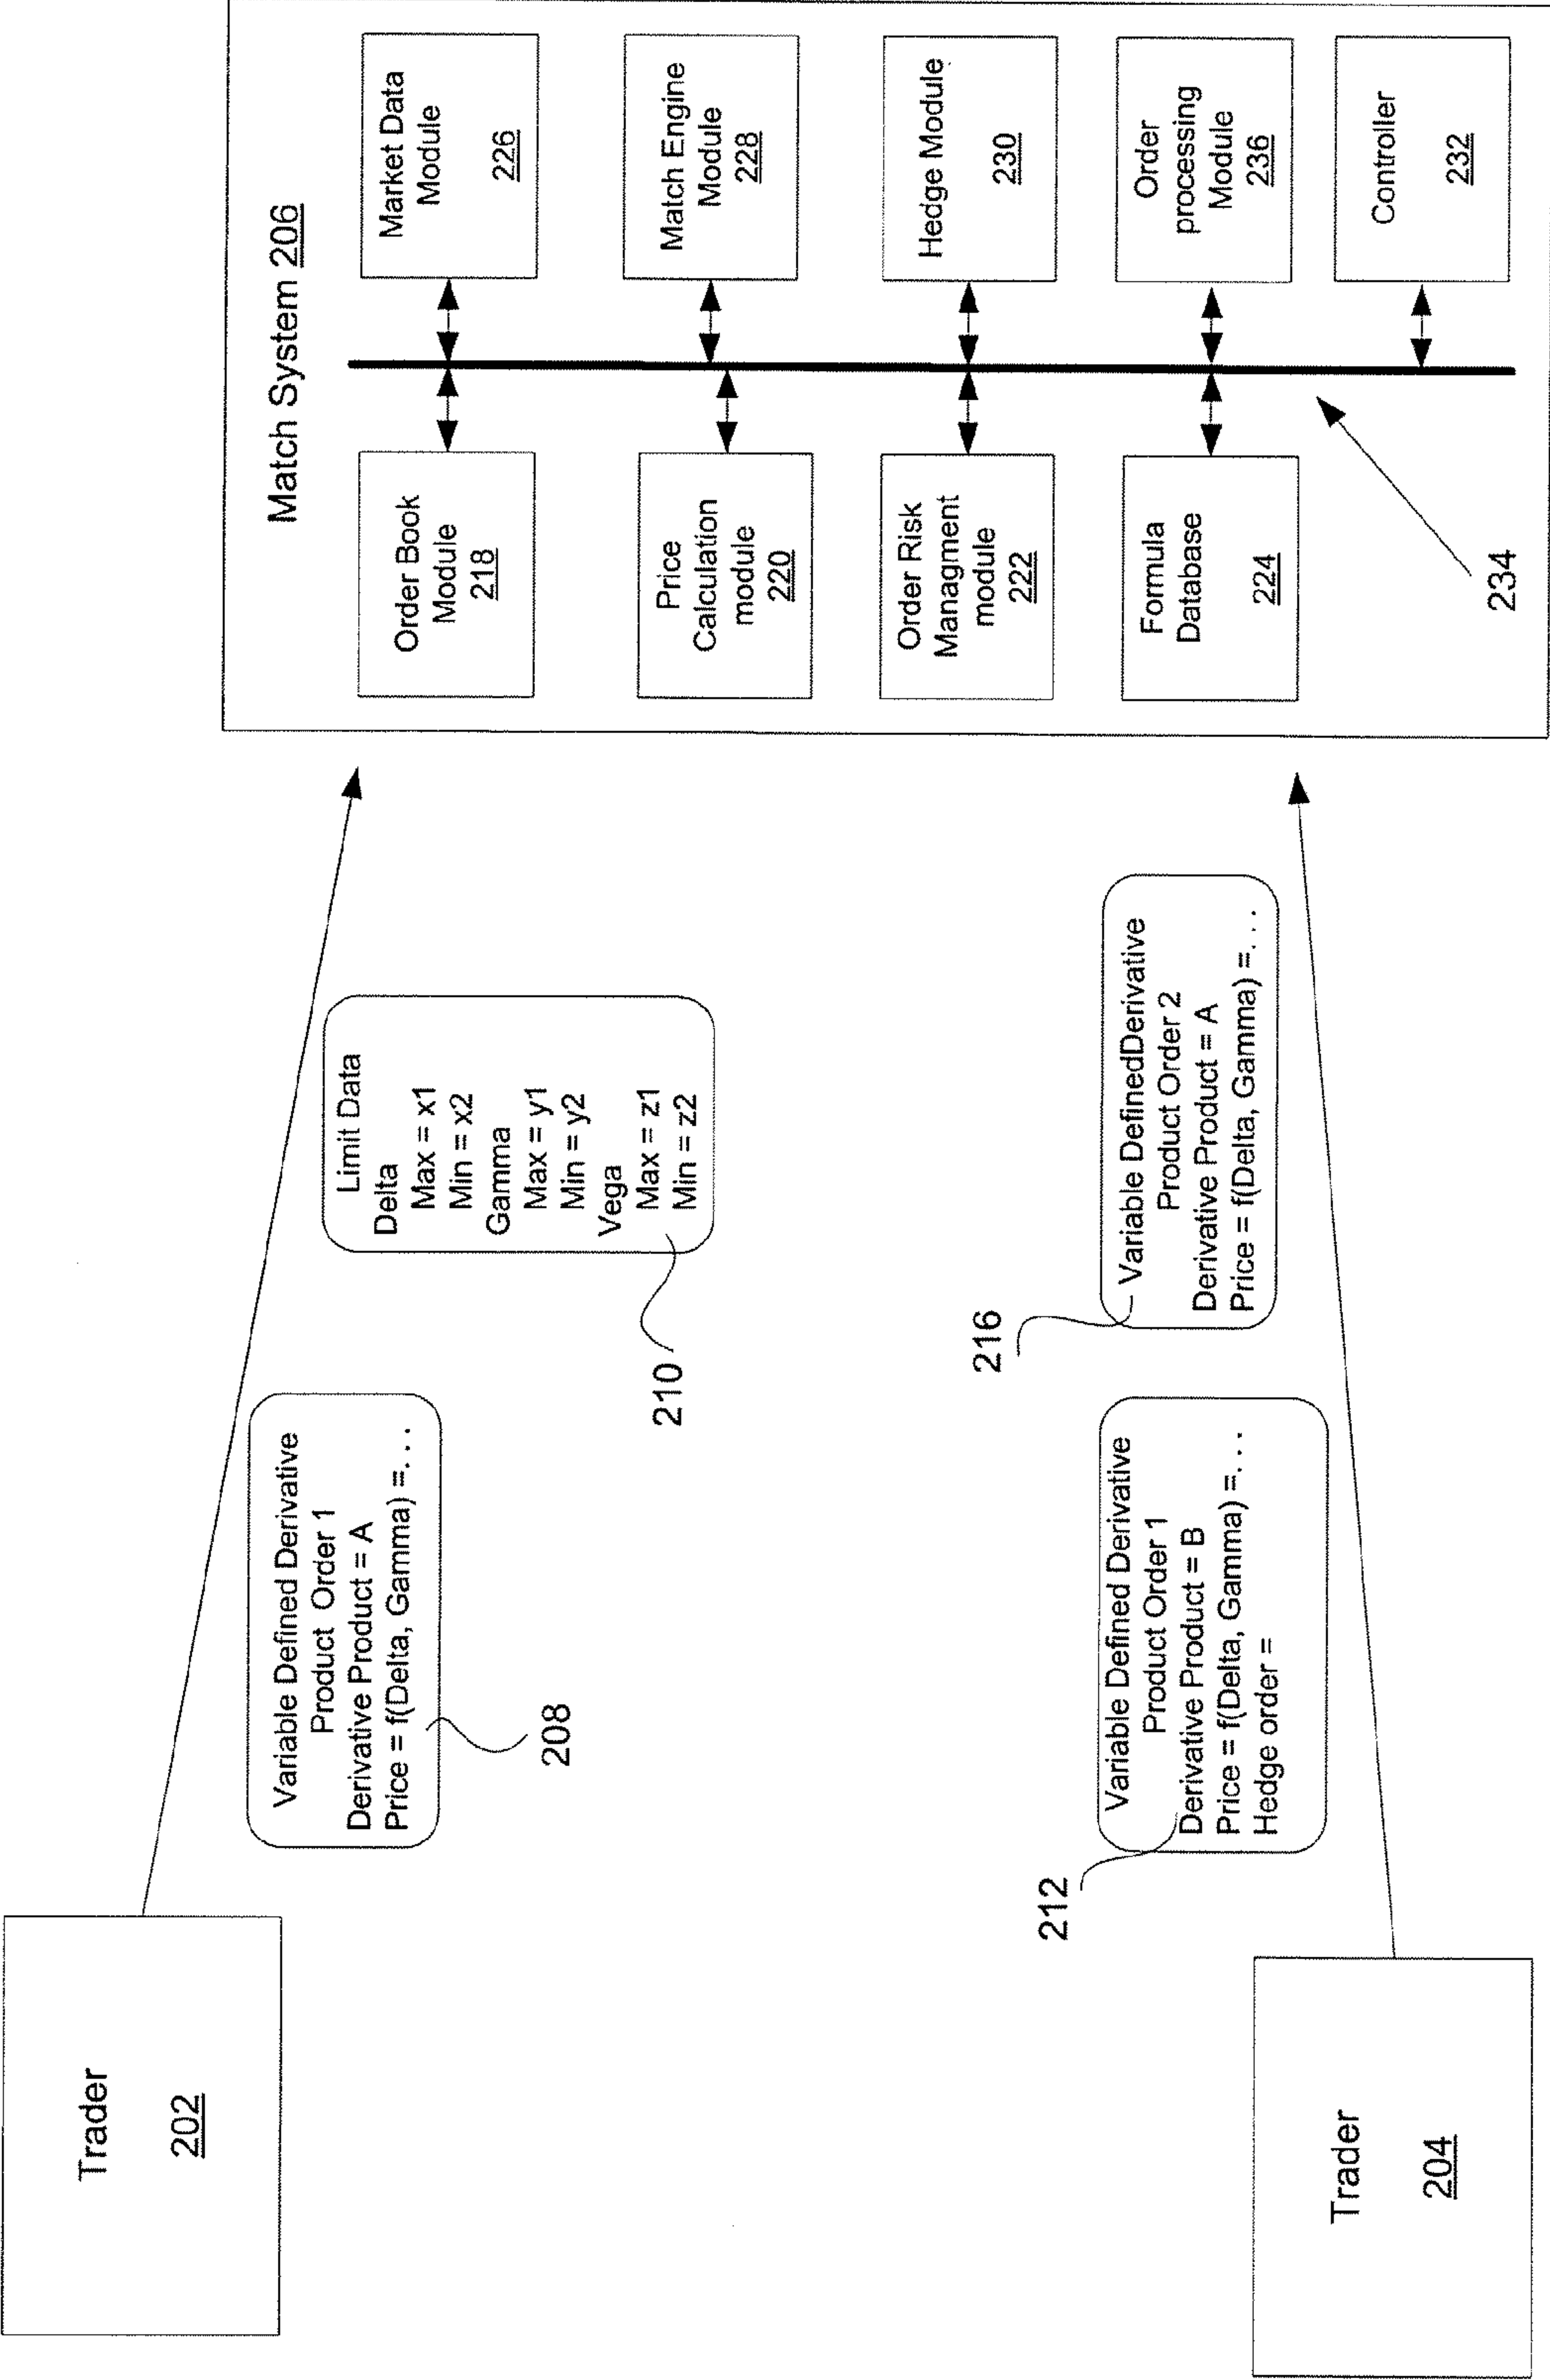 Trader
202
Variable Defined Derivative
Product Order 1
Derivative Product = A
Price = f(Delta, Gamma) =. . .
208
Limit Data
Delta
Max = x1
Min = x2
Gamma
Max = y1
Min = y2
Vega
Max = z1
Min = z2
210
Trader
204
212
Variable Defined Derivative
Product Order 1
Derivative Product = B
Price = f(Delta, Gamma) =. . .
Hedge order =
216
Variable DefinedDerivative
Product Order 2
Derivative Product = A
Price = f(Delta, Gamma) =. . .
Match System 206
Order Book
Module
218
Market Data
Module
226
Price
Calculation
module
220
Match Engine
Module
228
Order Risk
Managment
module
222
Hedge Module
230
Formula
Database
224
Order
processing
Module
236
Controller
232
234